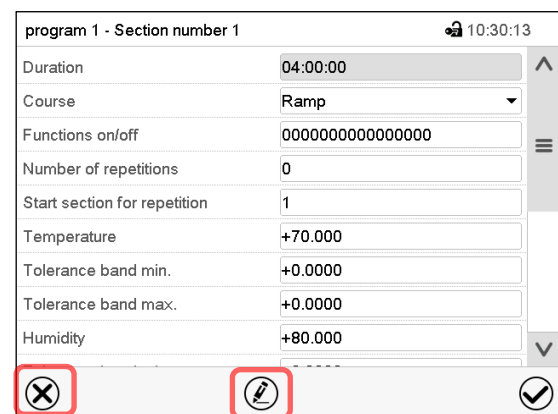 program 1 - Section number 1 10:30:13
Duration 04:00:00
Course Ramp
Functions on/off 0000000000000000
Number of repetitions 0
Start section for repetition 1
Temperature +70.000
Tolerance band min. +0.0000
Tolerance band max. +0.0000
Humidity +80.000